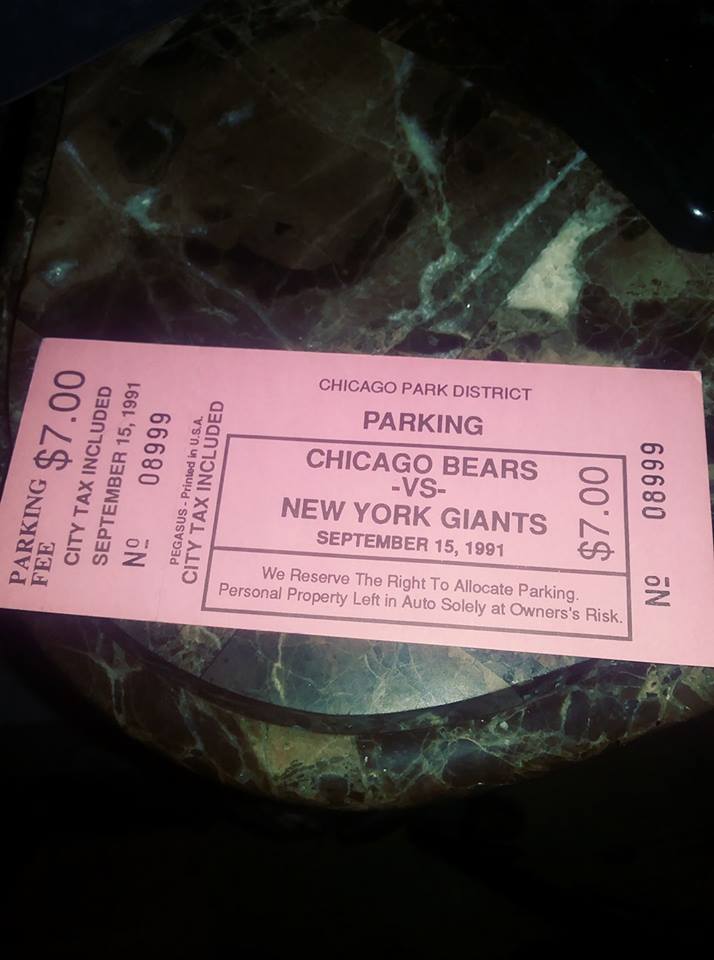 PARKING
FEE
$7.00
CITY TAX INCLUDED
SEPTEMBER 15, 1991
Nº 08999
PEGASUS - Printed in U.S.A.
CITY TAX INCLUDED
CHICAGO PARK DISTRICT
PARKING
CHICAGO BEARS
-VS-
NEW YORK GIANTS
SEPTEMBER 15, 1991
$7.00
We Reserve The Right To Allocate Parking.
Personal Property Left in Auto Solely at Owners's Risk.
Nº 08999